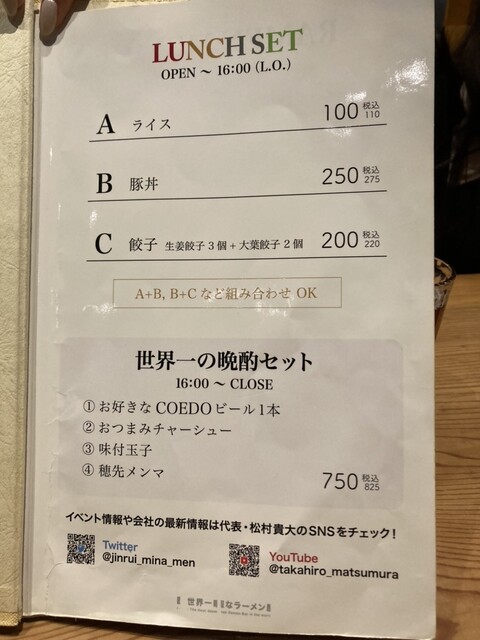 LUNCH SET
OPEN ～ 16:00 (L.O.)
A ライス 100 税込 110
B 豚丼 250 税込 275
C 餃子 生姜餃子3個+大葉餃子2個 200 税込 220
A+B, B+C など組み合わせ OK
世界一の晩酌セット
16:00 ～ CLOSE
① お好きな COEDO ビール1本
② おつまみチャーシュー
③ 味付玉子
④ 穂先メンマ
750 税込 825
イベント情報や会社の最新情報は代表・松村貴大のSNSをチェック！
Twitter
@jinrui_mina_men
YouTube
@takahiro_matsumura
世界一 なラーメン